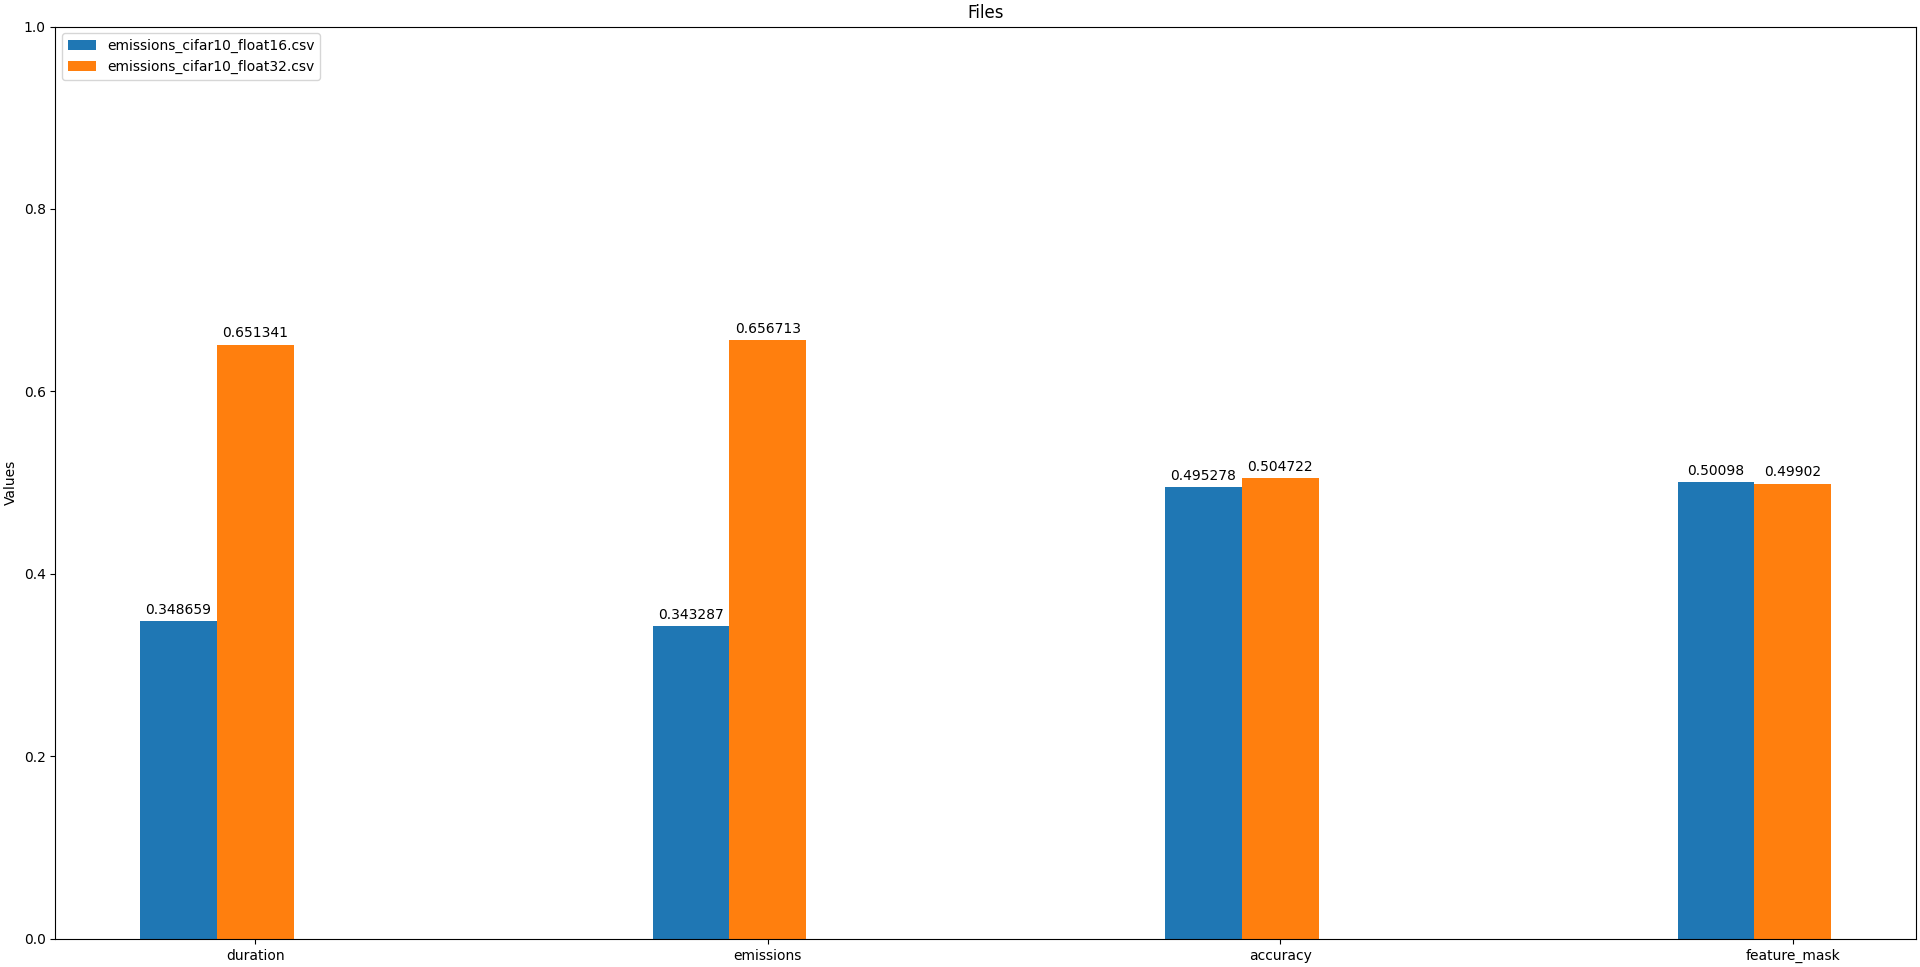 Files
emissions_cifar10_float16.csv
emissions_cifar10_float32.csv
Values
1.0
0.8
0.6
0.4
0.2
0.0
0.348659
0.651341
0.343287
0.656713
0.495278
0.504722
0.50098
0.49902
duration
emissions
accuracy
feature_mask